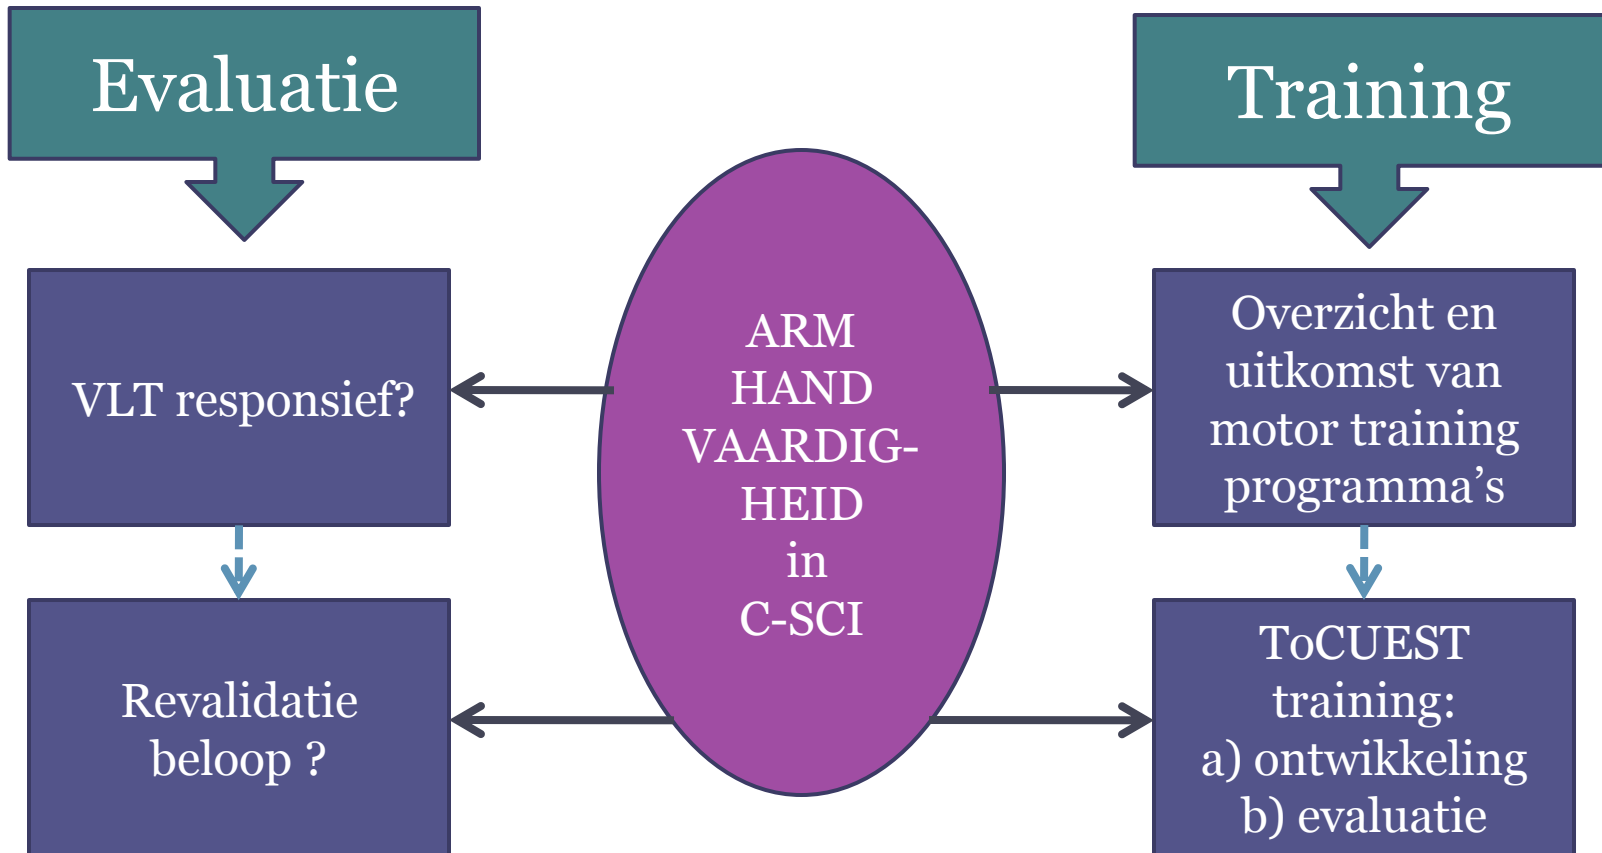 Evaluatie
Training
VLT responsief?
ARM
HAND
VAARDIG-
HEID
in
C-SCI
Overzicht en
uitkomst van
motor training
programma’s
Revalidatie
beloop ?
ToCUEST
training:
a) ontwikkeling
b) evaluatie